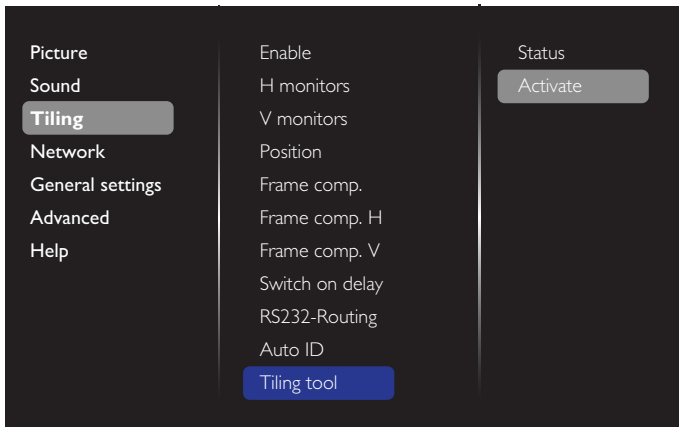 Picture
Sound
Tiling
Network
General settings
Advanced
Help
Enable
H monitors
V monitors
Position
Frame comp.
Frame comp. H
Frame comp. V
Switch on delay
RS232-Routing
Auto ID
Tiling tool
Status
Activate